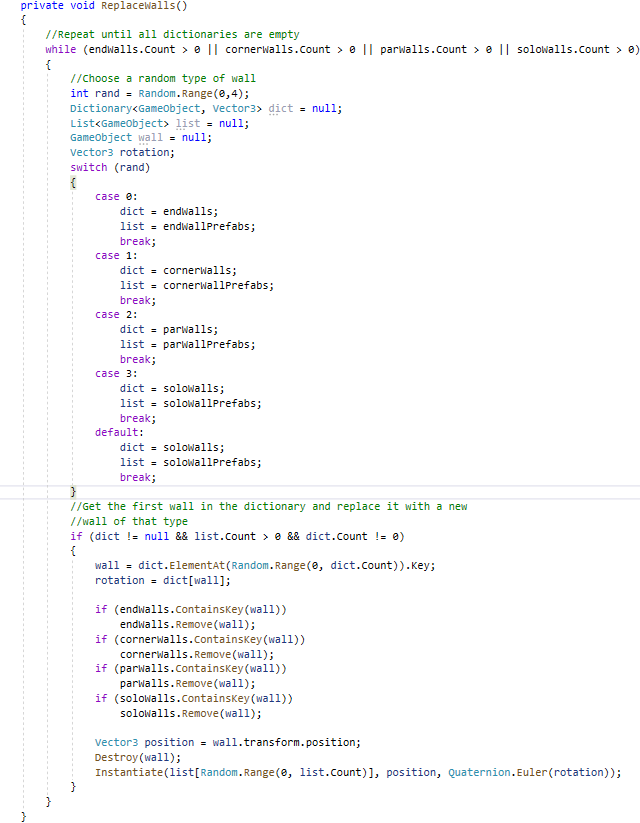 private void ReplaceWalls()
{
//Repeat until all dictionaries are empty
while (endWalls.Count > 0 || cornerWalls.Count > 0 || parWalls.Count > 0 || soloWalls.Count > 0)
{
//Choose a random type of wall
int rand = Random.Range(0,4);
Dictionary<GameObject, Vector3> dict = null;
List<GameObject> list = null;
GameObject wall = null;
Vector3 rotation;
switch (rand)
{
case 0:
dict = endWalls;
list = endWallPrefabs;
break;
case 1:
dict = cornerWalls;
list = cornerWallPrefabs;
break;
case 2:
dict = parWalls;
list = parWallPrefabs;
break;
case 3:
dict = soloWalls;
list = soloWallPrefabs;
break;
default:
dict = soloWalls;
list = soloWallPrefabs;
break;
}
//Get the first wall in the dictionary and replace it with a new
//wall of that type
if (dict != null && list.Count > 0 && dict.Count != 0)
{
wall = dict.ElementAt(Random.Range(0, dict.Count)).Key;
rotation = dict[wall];
if (endWalls.ContainsKey(wall))
endWalls.Remove(wall);
if (cornerWalls.ContainsKey(wall))
cornerWalls.Remove(wall);
if (parWalls.ContainsKey(wall))
parWalls.Remove(wall);
if (soloWalls.ContainsKey(wall))
soloWalls.Remove(wall);
Vector3 position = wall.transform.position;
Destroy(wall);
Instantiate(list[Random.Range(0, list.Count)], position, Quaternion.Euler(rotation));
}
}
}